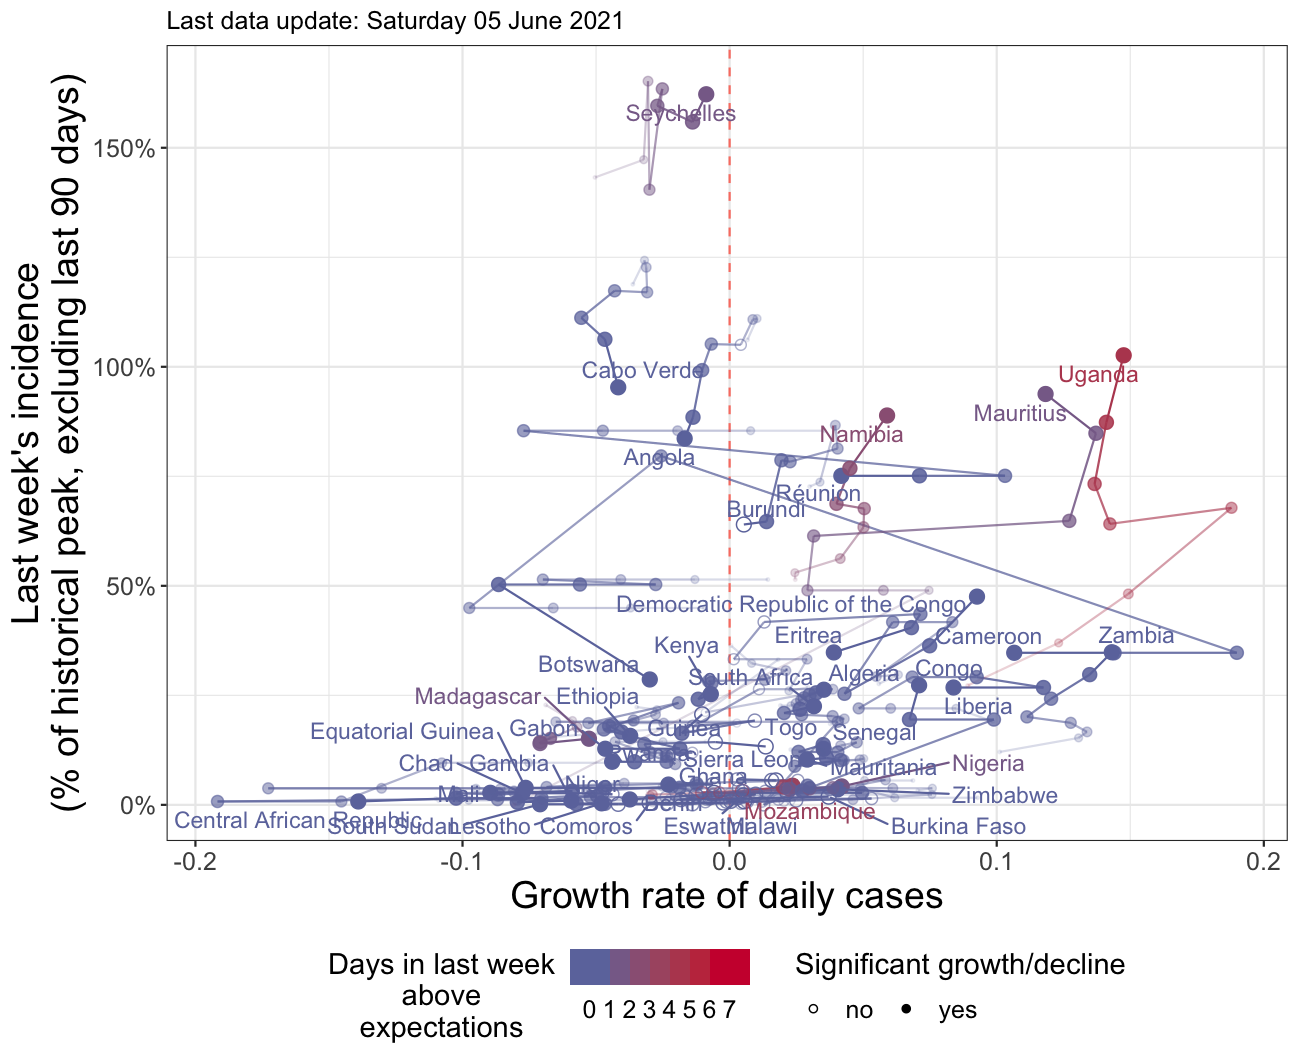 Last data update: Saturday 05 June 2021
Last week's incidence
(% of historical peak, excluding last 90 days)
150%
100%
50%
0%
Seychelles
Cabo Verde
Uganda
Mauritius
Namibia
Angola
Réunion
Burundi
Democratic Republic of the Congo
Eritrea
Cameroon
Zambia
Kenya
Botswana
South Africa
Algeria
Congo
Madagascar
Ethiopia
Liberia
Equatorial Guinea
Gabon
Guinea
Togo
Senegal
Rwanda
Sierra Leone
Chad
Gambia
Mauritania
Nigeria
Ghana
Niger
Mali
Zimbabwe
Benin
Mozambique
Central African Republic
South Sudan
Lesotho
Comoros
Eswatini
Malawi
Burkina Faso
-0.2
-0.1
0.0
0.1
0.2
Growth rate of daily cases
Days in last week
above
expectations
0 1 2 3 4 5 6 7
Significant growth/decline
no
yes